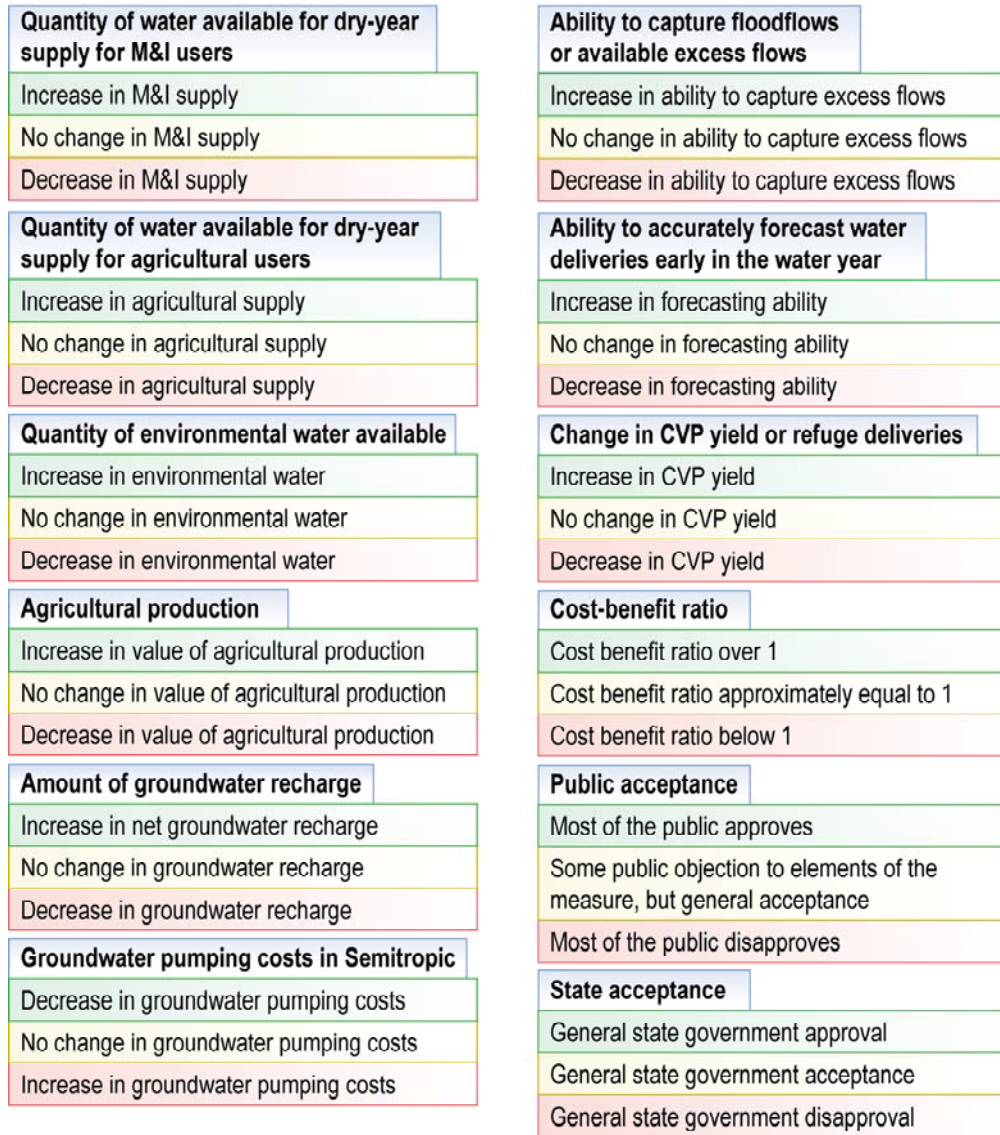 Quantity of water available for dry-year
supply for M&I users
Increase in M&I supply
No change in M&I supply
Decrease in M&I supply
Quantity of water available for dry-year
supply for agricultural users
Increase in agricultural supply
No change in agricultural supply
Decrease in agricultural supply
Quantity of environmental water available
Increase in environmental water
No change in environmental water
Decrease in environmental water
Agricultural production
Increase in value of agricultural production
No change in value of agricultural production
Decrease in value of agricultural production
Amount of groundwater recharge
Increase in net groundwater recharge
No change in groundwater recharge
Decrease in groundwater recharge
Groundwater pumping costs in Semitropic
Decrease in groundwater pumping costs
No change in groundwater pumping costs
Increase in groundwater pumping costs
Ability to capture floodflows
or available excess flows
Increase in ability to capture excess flows
No change in ability to capture excess flows
Decrease in ability to capture excess flows
Ability to accurately forecast water
deliveries early in the water year
Increase in forecasting ability
No change in forecasting ability
Decrease in forecasting ability
Change in CVP yield or refuge deliveries
Increase in CVP yield
No change in CVP yield
Decrease in CVP yield
Cost-benefit ratio
Cost benefit ratio over 1
Cost benefit ratio approximately equal to 1
Cost benefit ratio below 1
Public acceptance
Most of the public approves
Some public objection to elements of the
measure, but general acceptance
Most of the public disapproves
State acceptance
General state government approval
General state government acceptance
General state government disapproval